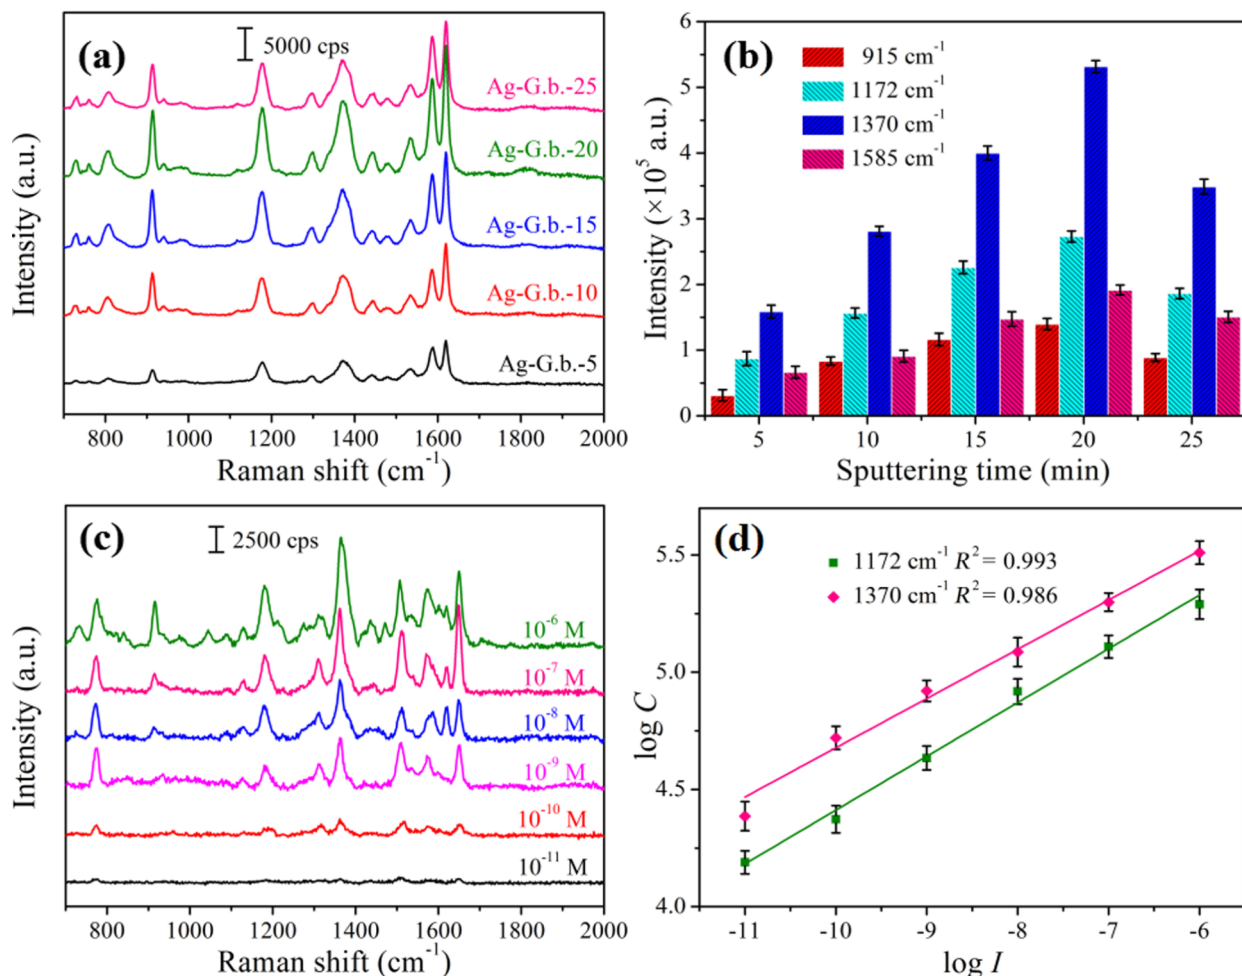 (a)
5000 cps
Ag-G.b.-25
Ag-G.b.-20
Ag-G.b.-15
Ag-G.b.-10
Ag-G.b.-5
Intensity (a.u.)
800 1000 1200 1400 1600 1800 2000
Raman shift (cm⁻¹)
(b)
915 cm⁻¹
1172 cm⁻¹
1370 cm⁻¹
1585 cm⁻¹
Intensity (×10⁵ a.u.)
6
5
4
3
2
1
0
5 10 15 20 25
Sputtering time (min)
(c)
2500 cps
10⁻⁶ M
10⁻⁷ M
10⁻⁸ M
10⁻⁹ M
10⁻¹⁰ M
10⁻¹¹ M
Intensity (a.u.)
800 1000 1200 1400 1600 1800 2000
Raman shift (cm⁻¹)
(d)
1172 cm⁻¹ R² = 0.993
1370 cm⁻¹ R² = 0.986
log C
5.5
5.0
4.5
4.0
-11 -10 -9 -8 -7 -6
log I